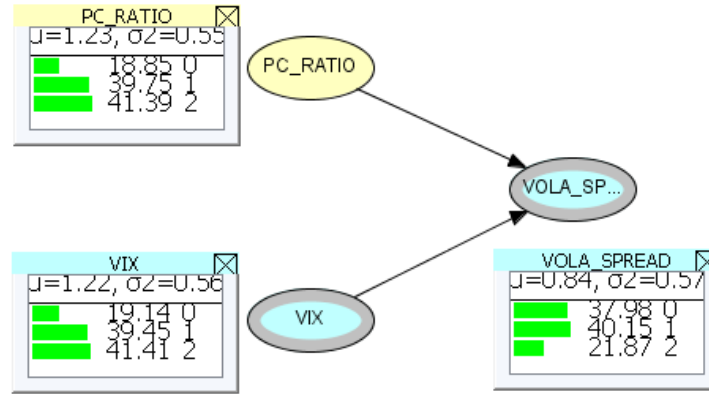 PC_RATIO
μ=1.23, σ2=0.55
18.85 0
39.75 1
41.39 2
PC_RATIO
VOLA_SP...
VIX
μ=1.22, σ2=0.56
19.14 0
39.45 1
41.41 2
VIX
VOLA_SPREAD
μ=0.84, σ2=0.57
37.98 0
40.15 1
21.87 2